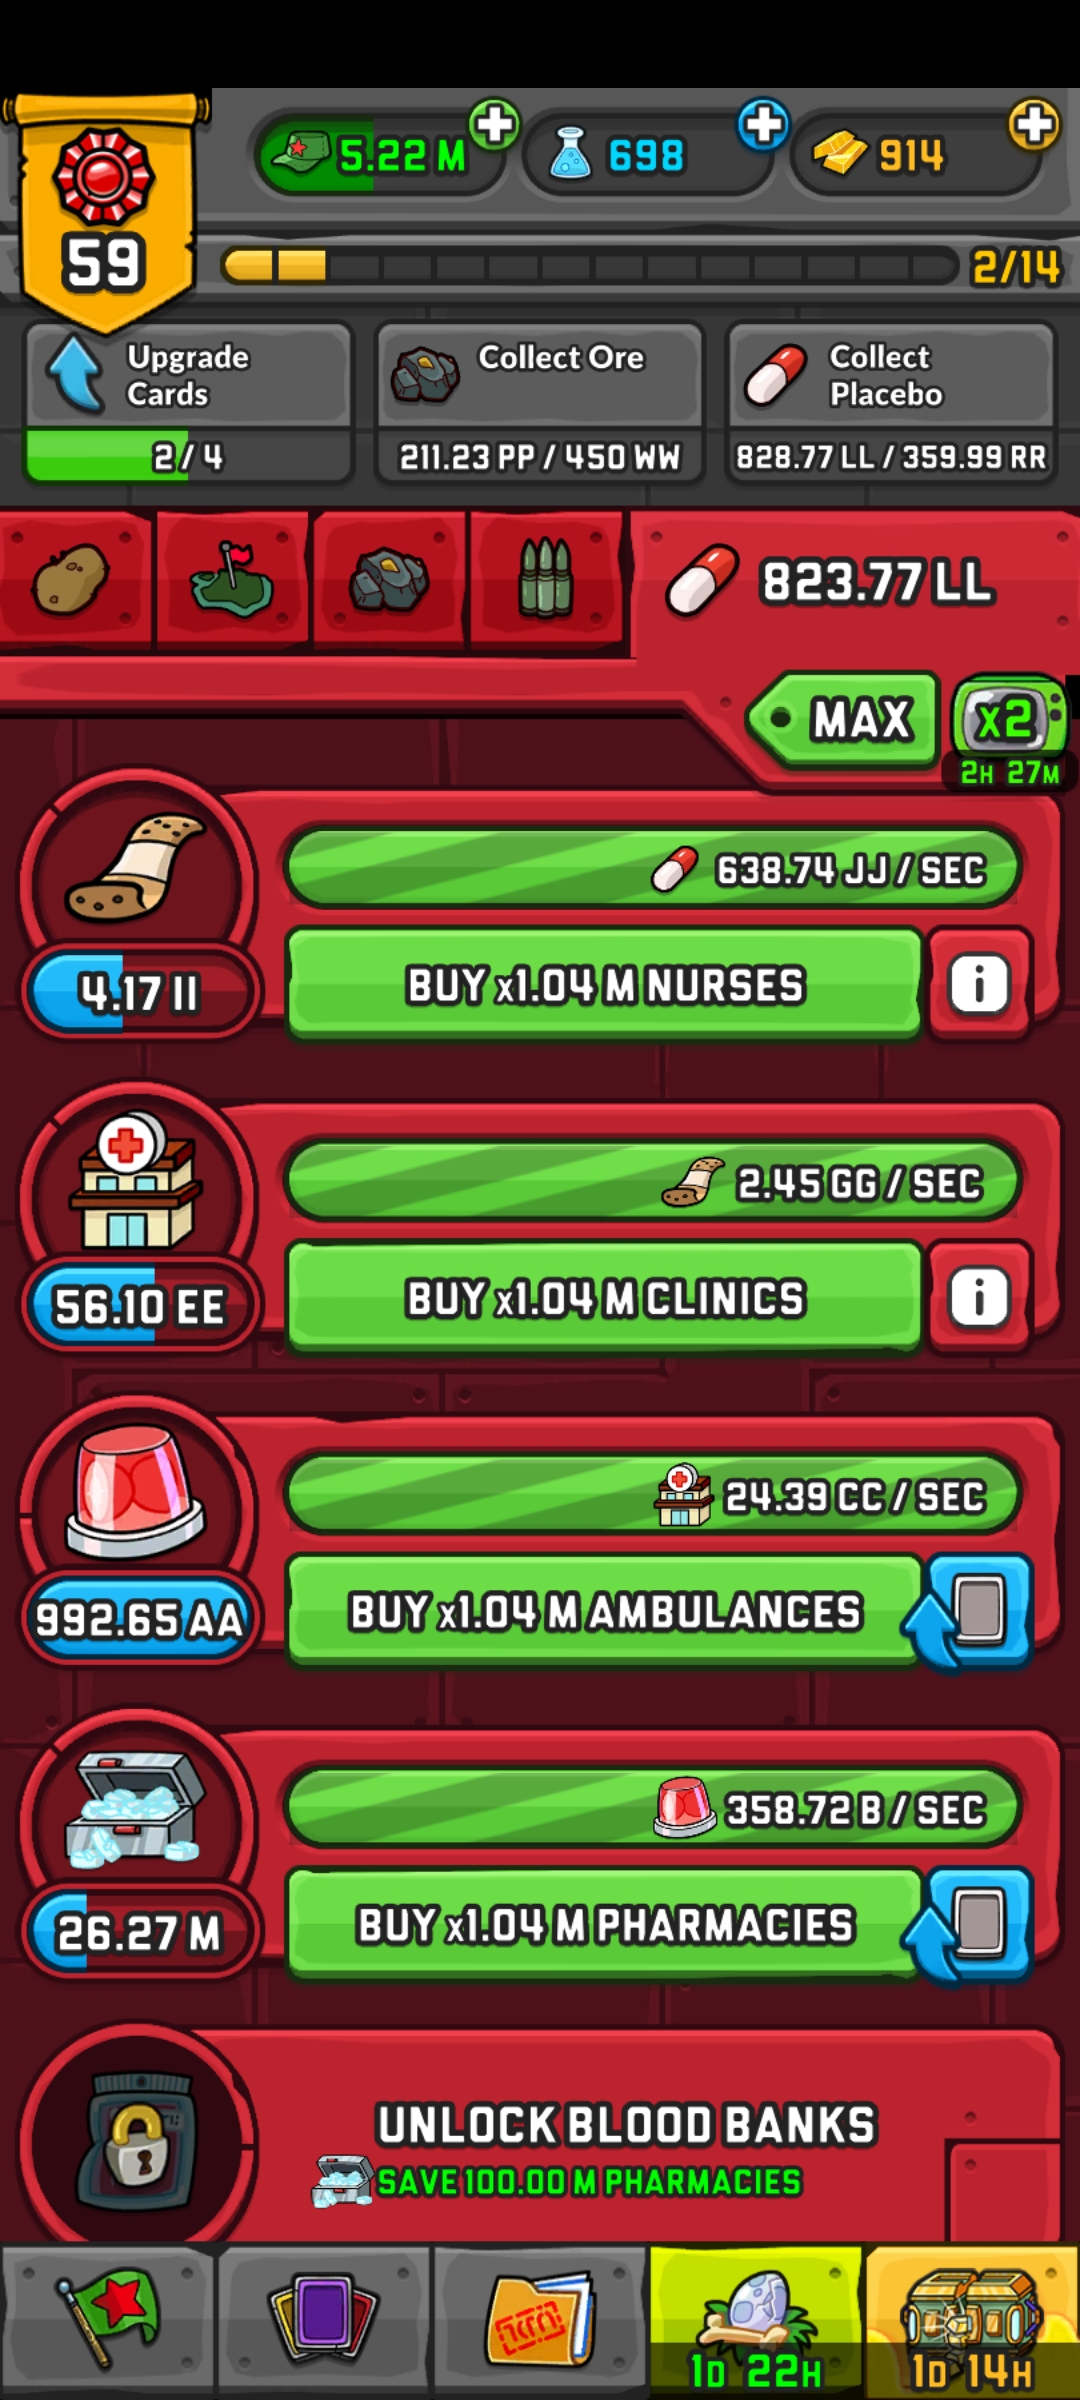 5.22 M
698
914
59
2/14
Upgrade
Cards
2/4
Collect Ore
211.23 PP / 450 WW
Collect
Placebo
828.77 LL / 359.99 RR
823.77 LL
MAX
x2
2H 27M
638.74 JJ / SEC
4.17 II
BUY x1.04 M NURSES
i
2.45 GG / SEC
56.10 EE
BUY x1.04 M CLINICS
i
24.39 CC / SEC
992.65 AA
BUY x1.04 M AMBULANCES
358.72 B / SEC
26.27 M
BUY x1.04 M PHARMACIES
UNLOCK BLOOD BANKS
SAVE 100.00 M PHARMACIES
1D 22H
1D 14H